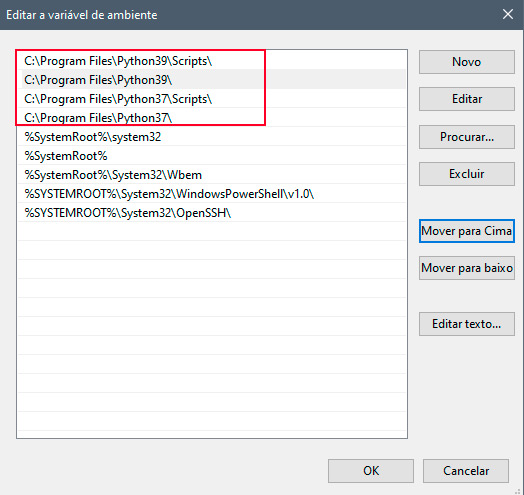 Editar a variável de ambiente
C:\Program Files\Python39\Scripts\
C:\Program Files\Python39\
C:\Program Files\Python37\Scripts\
C:\Program Files\Python37\
%SystemRoot%\system32
%SystemRoot%
%SystemRoot%\System32\Wbem
%SYSTEMROOT%\System32\WindowsPowerShell\v1.0\
%SYSTEMROOT%\System32\OpenSSH\
Novo
Editar
Procurar...
Excluir
Mover para Cima
Mover para baixo
Editar texto...
OK
Cancelar